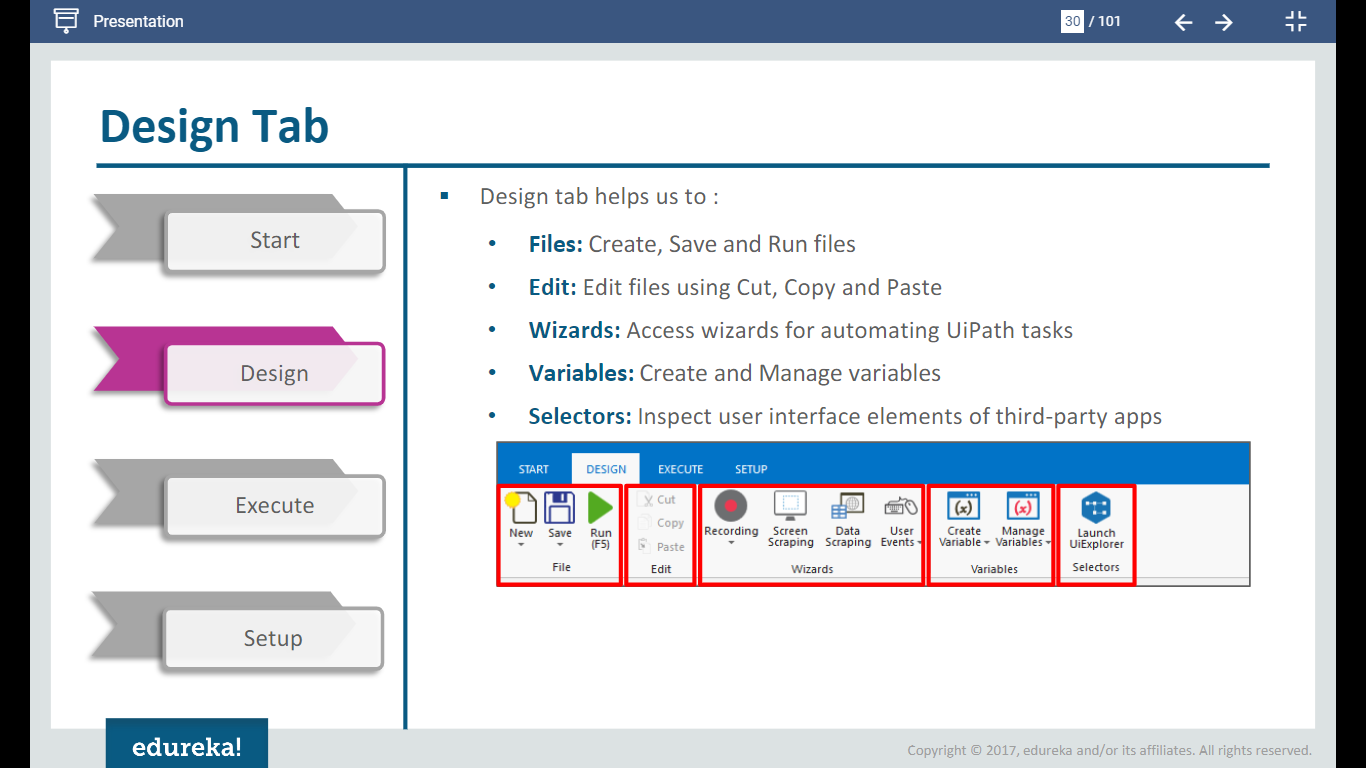 Presentation
30 / 101
Design Tab
Start
Design
Execute
Setup
▪ Design tab helps us to :
• Files: Create, Save and Run files
• Edit: Edit files using Cut, Copy and Paste
• Wizards: Access wizards for automating UiPath tasks
• Variables: Create and Manage variables
• Selectors: Inspect user interface elements of third-party apps
START DESIGN EXECUTE SETUP
New
Save
Run
(F5)
File
Cut
Copy
Paste
Edit
Recording
Screen
Scraping
Data
Scraping
User
Events
Wizards
(x)
Create
Variable
(x)
Manage
Variables
Variables
Launch
UiExplorer
Selectors
edureka!
Copyright © 2017, edureka and/or its affiliates. All rights reserved.